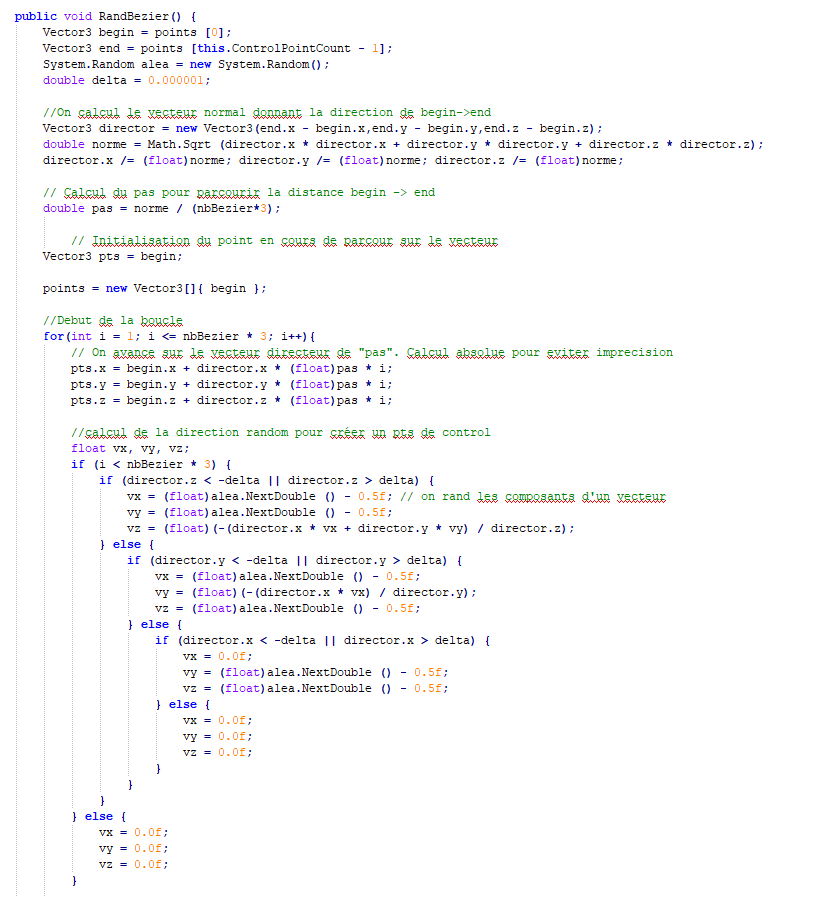 public void RandBezier() {
    Vector3 begin = points [0];
    Vector3 end = points [this.ControlPointCount - 1];
    System.Random alea = new System.Random();
    double delta = 0.000001;

    //On calcul le vecteur normal donnant la direction de begin->end
    Vector3 director = new Vector3(end.x - begin.x,end.y - begin.y,end.z - begin.z);
    double norme = Math.Sqrt (director.x * director.x + director.y * director.y + director.z * director.z);
    director.x /= (float)norme; director.y /= (float)norme; director.z /= (float)norme;

    // Calcul du pas pour parcourir la distance begin -> end
    double pas = norme / (nbBezier*3);

        // Initialisation du point en cours de parcour sur le vecteur
    Vector3 pts = begin;

    points = new Vector3[]{ begin };

    //Debut de la boucle
    for(int i = 1; i <= nbBezier * 3; i++){
        // On avance sur le vecteur directeur de "pas". Calcul absolue pour eviter imprecision
        pts.x = begin.x + director.x * (float)pas * i;
        pts.y = begin.y + director.y * (float)pas * i;
        pts.z = begin.z + director.z * (float)pas * i;

        //calcul de la direction random pour créer un pts de control
        float vx, vy, vz;
        if (i < nbBezier * 3) {
            if (director.z < -delta || director.z > delta) {
                vx = (float)alea.NextDouble () - 0.5f; // on rand les composants d'un vecteur
                vy = (float)alea.NextDouble () - 0.5f;
                vz = (float)(-(director.x * vx + director.y * vy) / director.z);
            } else {
                if (director.y < -delta || director.y > delta) {
                    vx = (float)alea.NextDouble () - 0.5f;
                    vy = (float)(-(director.x * vx) / director.y);
                    vz = (float)alea.NextDouble () - 0.5f;
                } else {
                    if (director.x < -delta || director.x > delta) {
                        vx = 0.0f;
                        vy = (float)alea.NextDouble () - 0.5f;
                        vz = (float)alea.NextDouble () - 0.5f;
                    } else {
                        vx = 0.0f;
                        vy = 0.0f;
                        vz = 0.0f;
                    }
                }
            }
        } else {
            vx = 0.0f;
            vy = 0.0f;
            vz = 0.0f;
        }